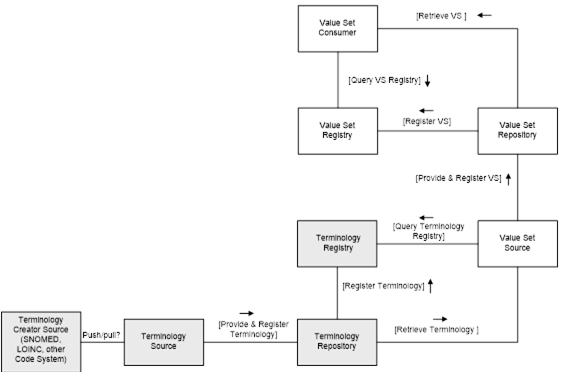 Value Set
Consumer
[Retrieve VS ]
[Query VS Registry]
Value Set
Registry
[Register VS]
Value Set
Repository
[Provide & Register VS]
Terminology
Registry
[Query Terminology
Registry]
Value Set
Source
[Register Terminology]
Terminology
Creator Source
(SNOMED,
LOINC, other
Code System)
Push/pull?
Terminology
Source
[Provide & Register
Terminology]
Terminology
Repository
[Retrieve Terminology ]